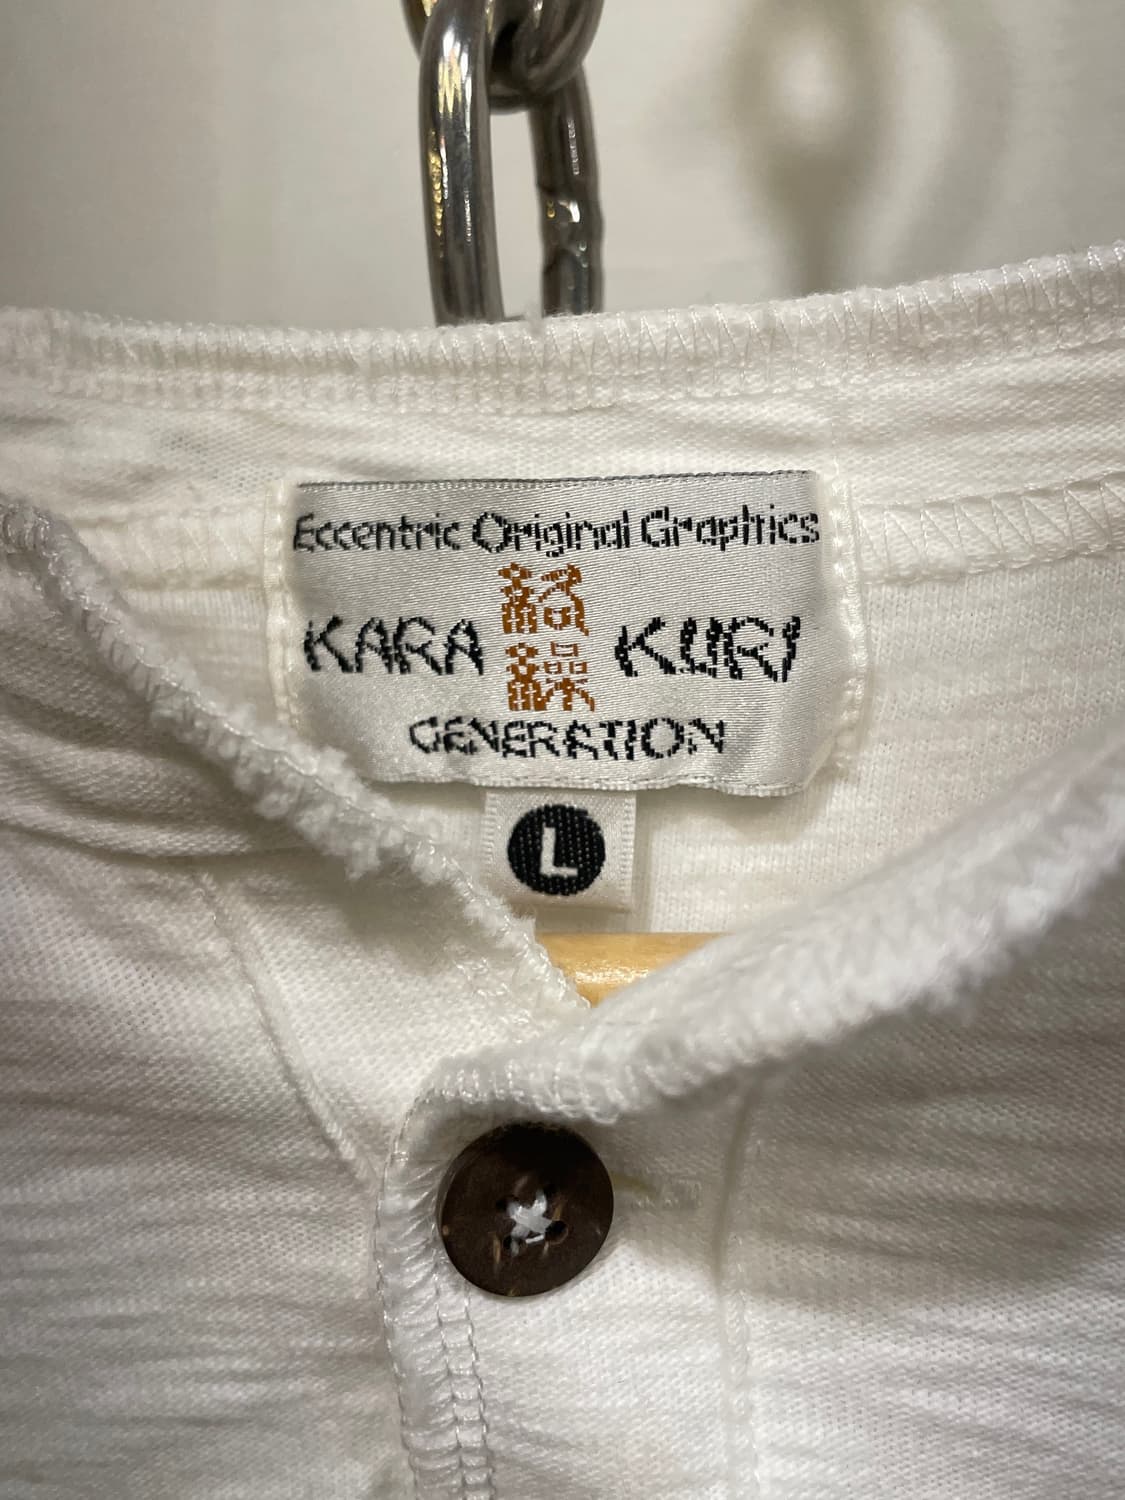 Eccentric Original Graphics
KARA 絡繰 KURI
GENERATION
L